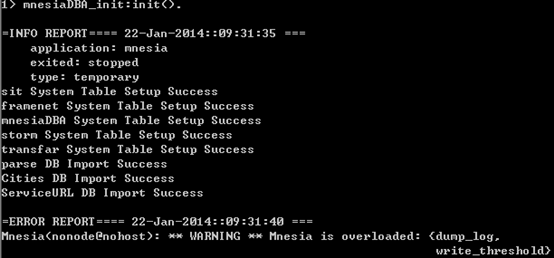 1> mnesiaDBA_init:init().
=INFO REPORT==== 22-Jan-2014::09:31:35 ===
application: mnesia
exited: stopped
type: temporary
sit System Table Setup Success
framenet System Table Setup Success
mnesiaDBA System Table Setup Success
storm System Table Setup Success
transfar System Table Setup Success
parse DB Import Success
Cities DB Import Success
ServiceURL DB Import Success
=ERROR REPORT==== 22-Jan-2014::09:31:40 ===
Mnesia(nonode@nohost): ** WARNING ** Mnesia is overloaded: {dump_log,
write_threshold}